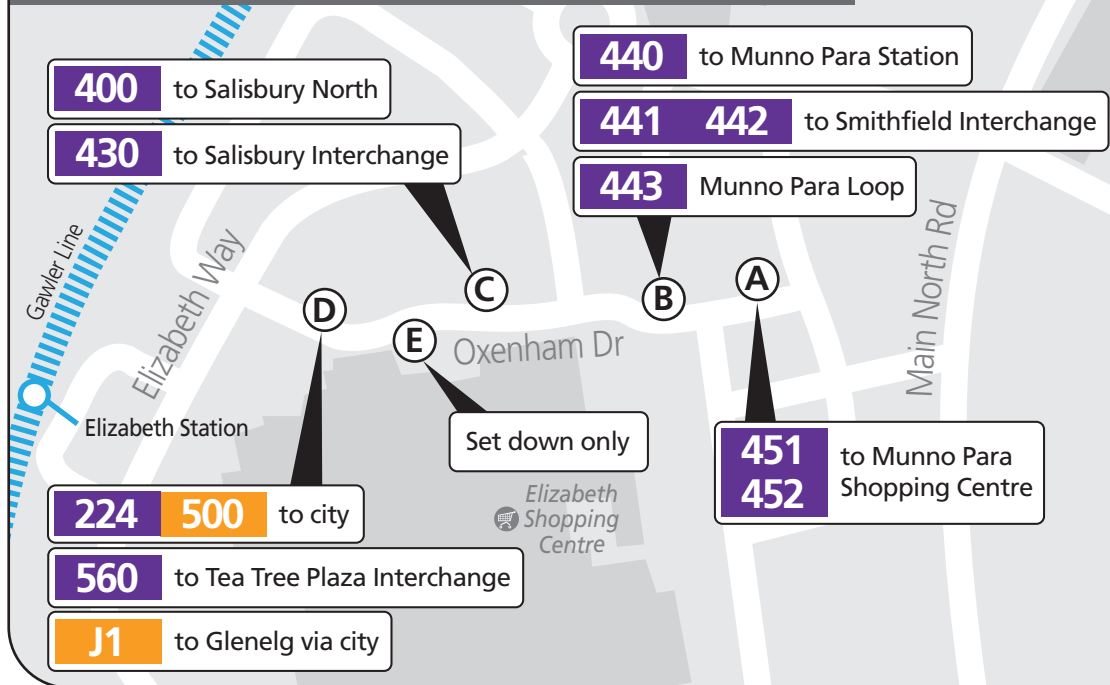 400 to Salisbury North
430 to Salisbury Interchange
440 to Munno Para Station
441 442 to Smithfield Interchange
443 Munno Para Loop
Gawler Line
Elizabeth Way
Main North Rd
A
B
C
D
E
Oxenham Dr
Elizabeth Station
Set down only
451
452
to Munno Para
Shopping Centre
Elizabeth
Shopping
Centre
224 500 to city
560 to Tea Tree Plaza Interchange
J1 to Glenelg via city